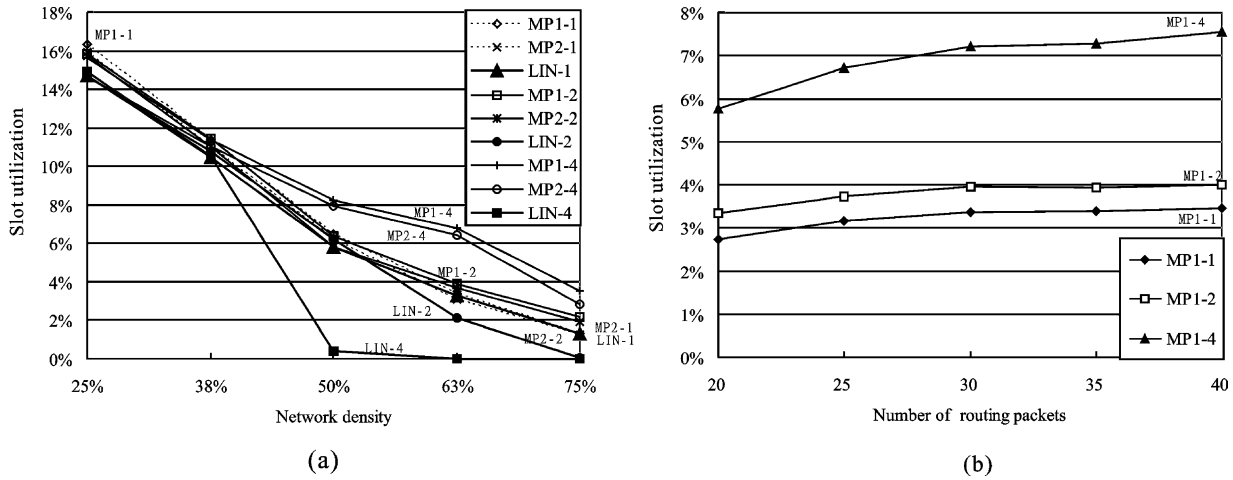 18%
16%
14%
12%
10%
8%
6%
4%
2%
0%
Slot utilization
25%
38%
50%
63%
75%
Network density
MP1-1
MP1-4
MP2-4
MP1-2
LIN-2
LIN-4
MP2-2
MP2-1
LIN-1
MP1-1
MP2-1
LIN-1
MP1-2
MP2-2
LIN-2
MP1-4
MP2-4
LIN-4
(a)
8%
7%
6%
5%
4%
3%
2%
1%
0%
Slot utilization
20
25
30
35
40
Number of routing packets
MP1-4
MP1-2
MP1-1
MP1-1
MP1-2
MP1-4
(b)